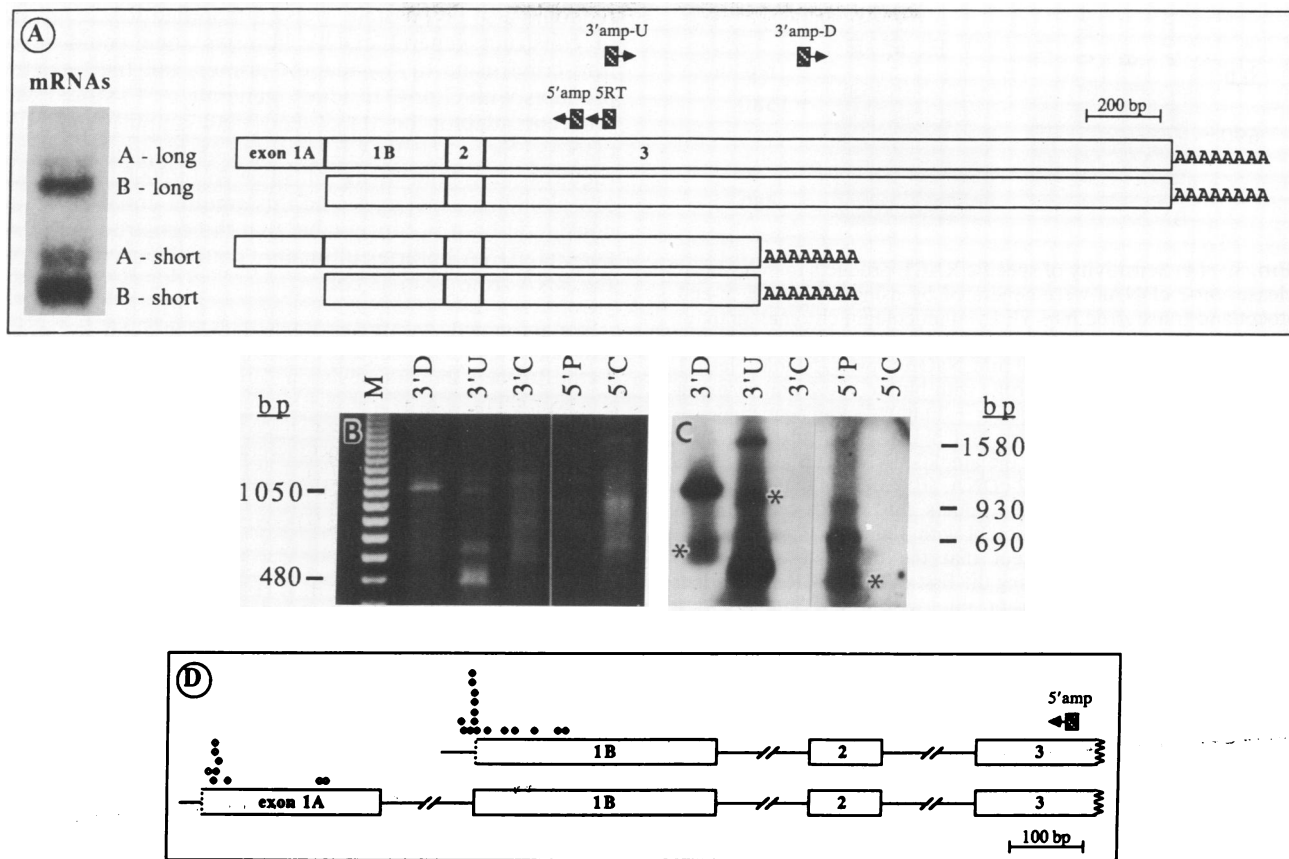 A
mRNAs
3'amp-U
3'amp-D
5'amp 5RT
200 bp
A - long
exon 1A
1B
2
3
AAAAAAAA
B - long
AAAAAAAA
A - short
AAAAAAAA
B - short
AAAAAAAA
bp
M
3'D
3'U
3'C
5'P
5'C
B
1050
480
3'D
3'U
3'C
5'P
5'C
bp
C
*
*
*
1580
930
690
D
5'amp
1B
2
3
exon 1A
1B
2
3
100 bp